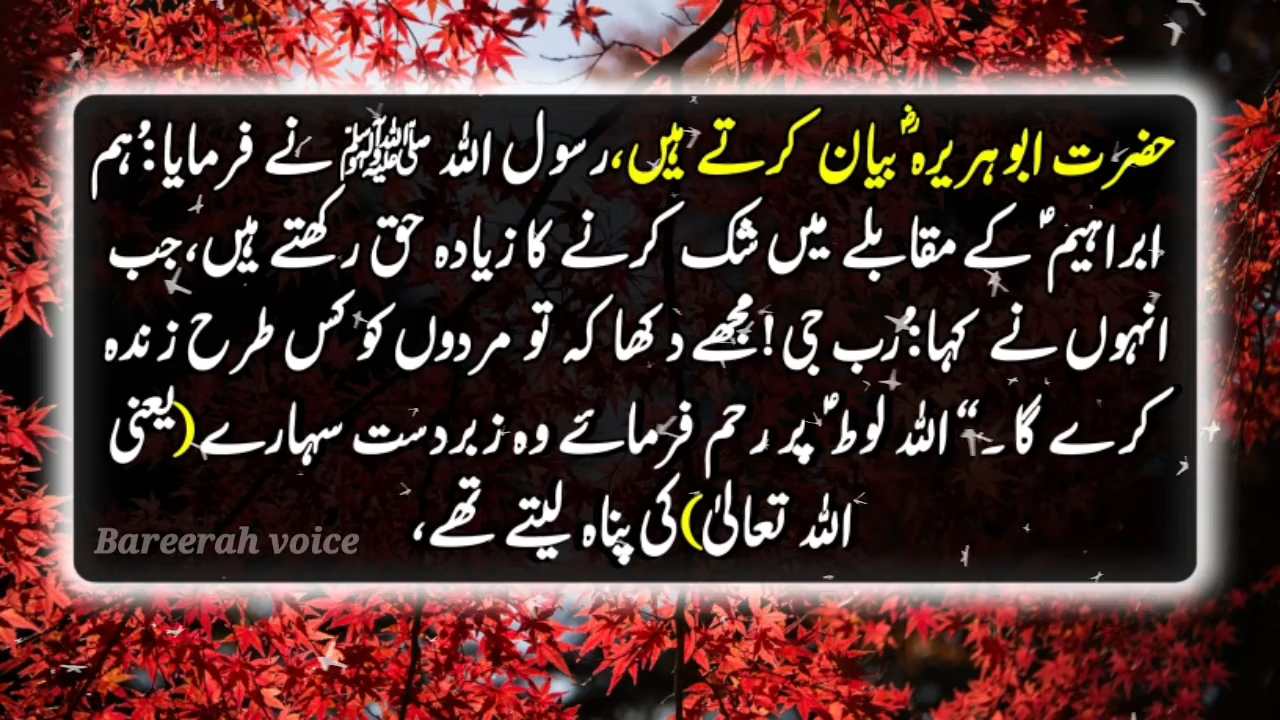 حضرت ابوہریرہؓ بیان کرتے ہیں،رسول اللہ ﷺ نے فرمایا:’’ہم
ابراہیم ؑ کے مقابلے میں شک کرنے کا زیادہ حق رکھتے ہیں،جب
انہوں نے کہا:’’رب جی!مجھے دکھا کہ تو مردوں کو کس طرح زندہ
کرے گا۔‘‘ اللہ لوط ؑ پر رحم فرمائے وہ زبردست سہارے(یعنی
اللہ تعالیٰ)کی پناہ لیتے تھے،
Bareerah voice